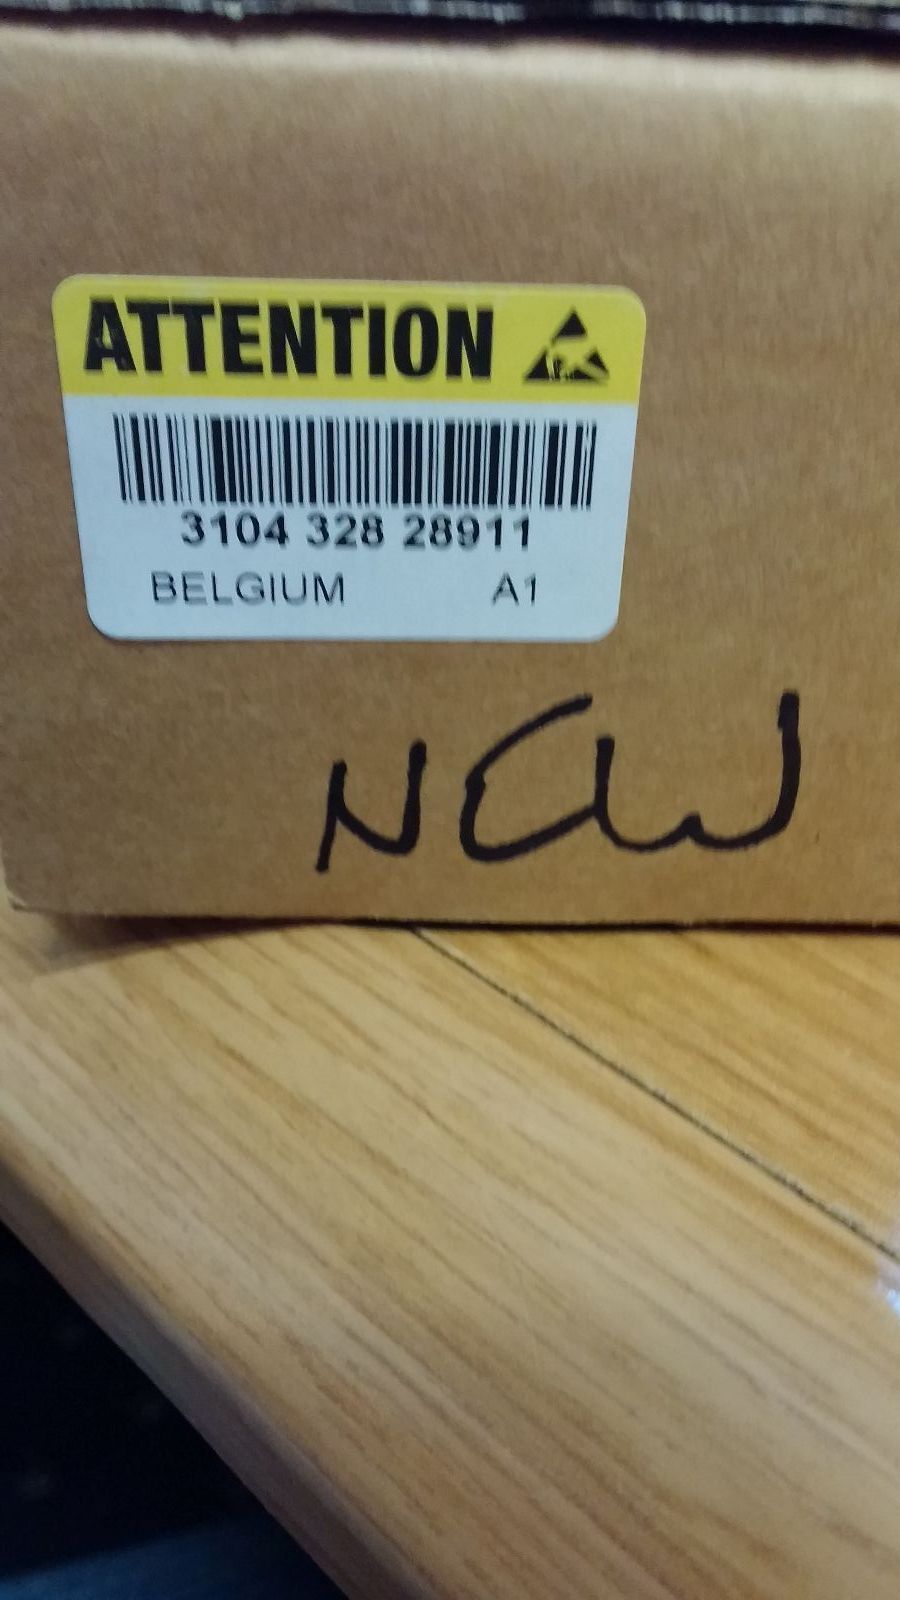 ATTENTION
3104 328 28911
BELGIUM A1
NEW